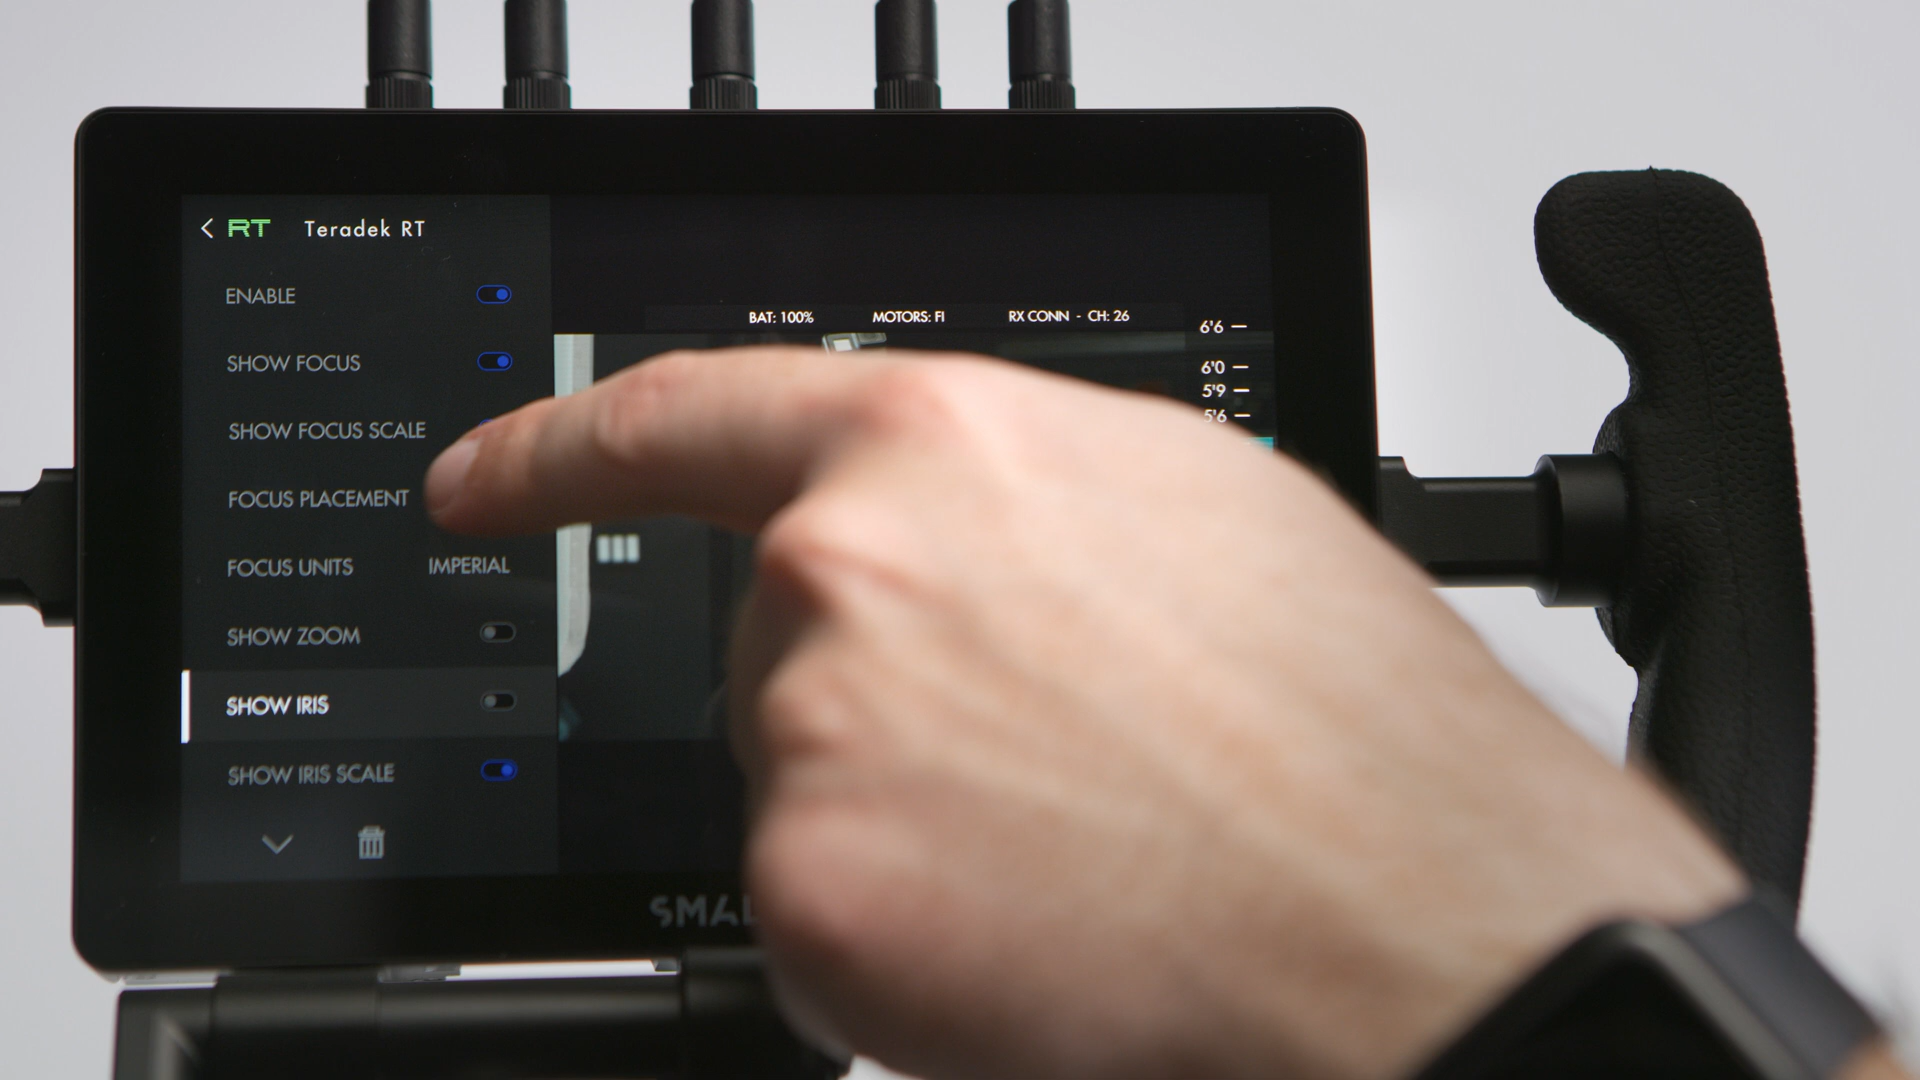 RT Teradek RT
ENABLE
SHOW FOCUS
SHOW FOCUS SCALE
FOCUS PLACEMENT
FOCUS UNITS IMPERIAL
SHOW ZOOM
SHOW IRIS
SHOW IRIS SCALE
BAT: 100% MOTORS: FI RX CONN - CH: 26
6'6
6'0
5'9
5'6
SMAL